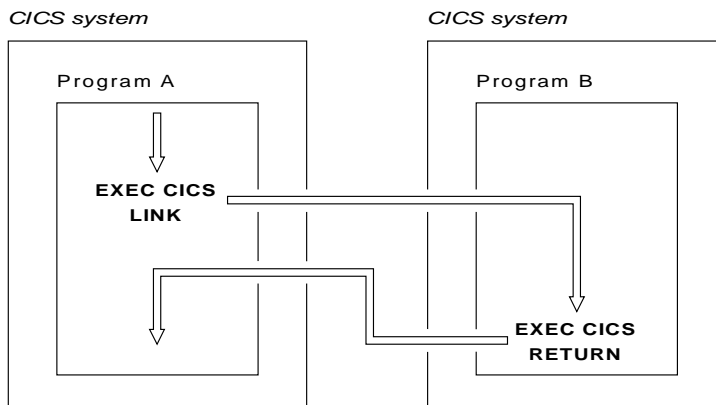 CICS system
CICS system
Program A
Program B
EXEC CICS
LINK
EXEC CICS
RETURN